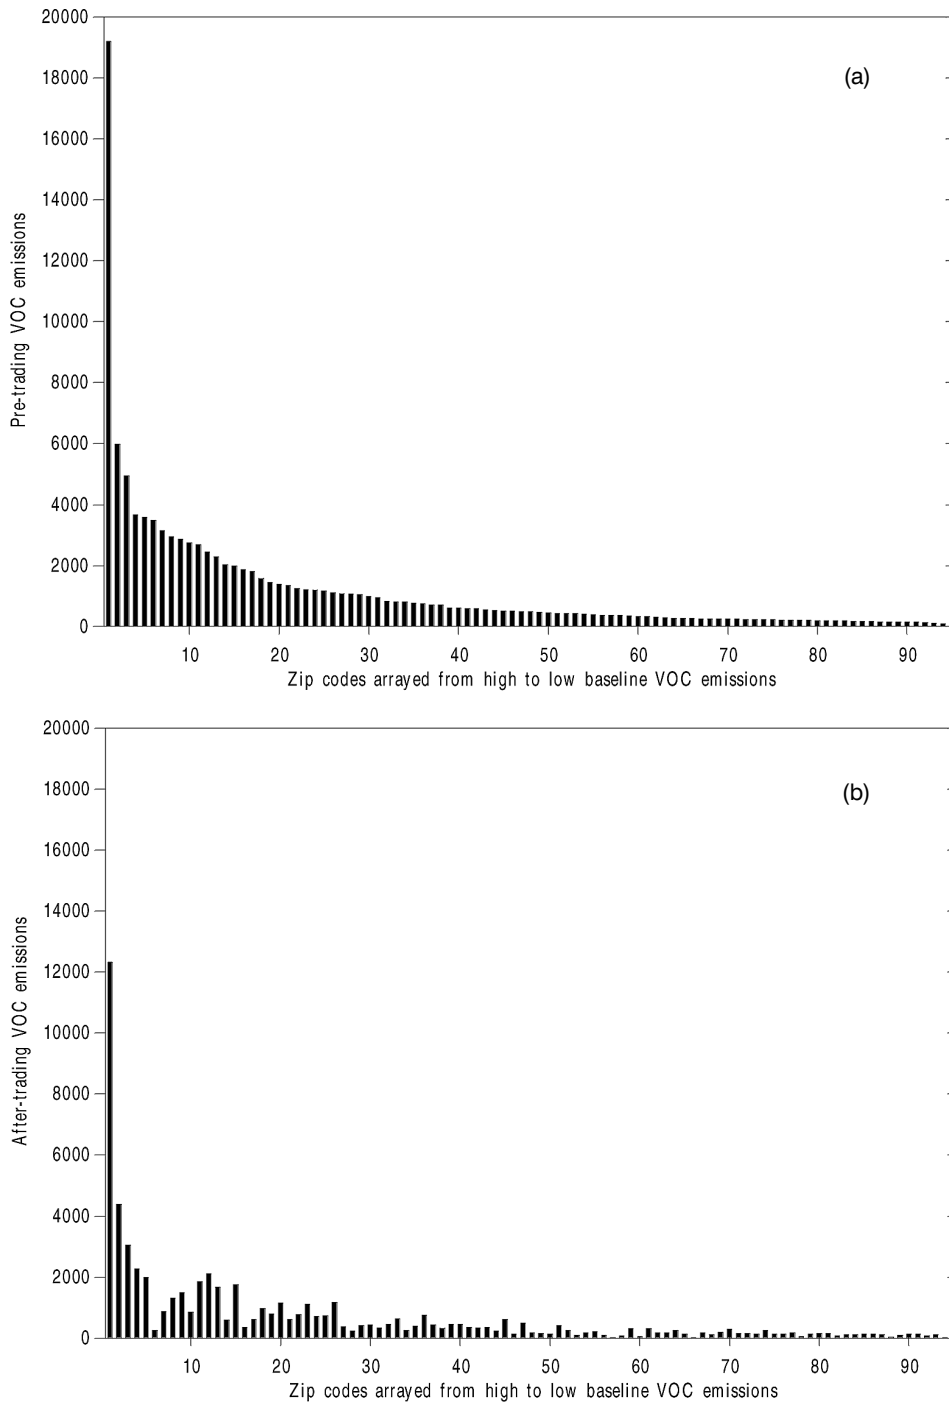 20000
(a)
18000
16000
14000
12000
10000
8000
6000
4000
2000
0
Pre-trading VOC emissions
10 20 30 40 50 60 70 80 90
Zip codes arrayed from high to low baseline VOC emissions
20000
(b)
18000
16000
14000
12000
10000
8000
6000
4000
2000
0
After-trading VOC emissions
10 20 30 40 50 60 70 80 90
Zip codes arrayed from high to low baseline VOC emissions